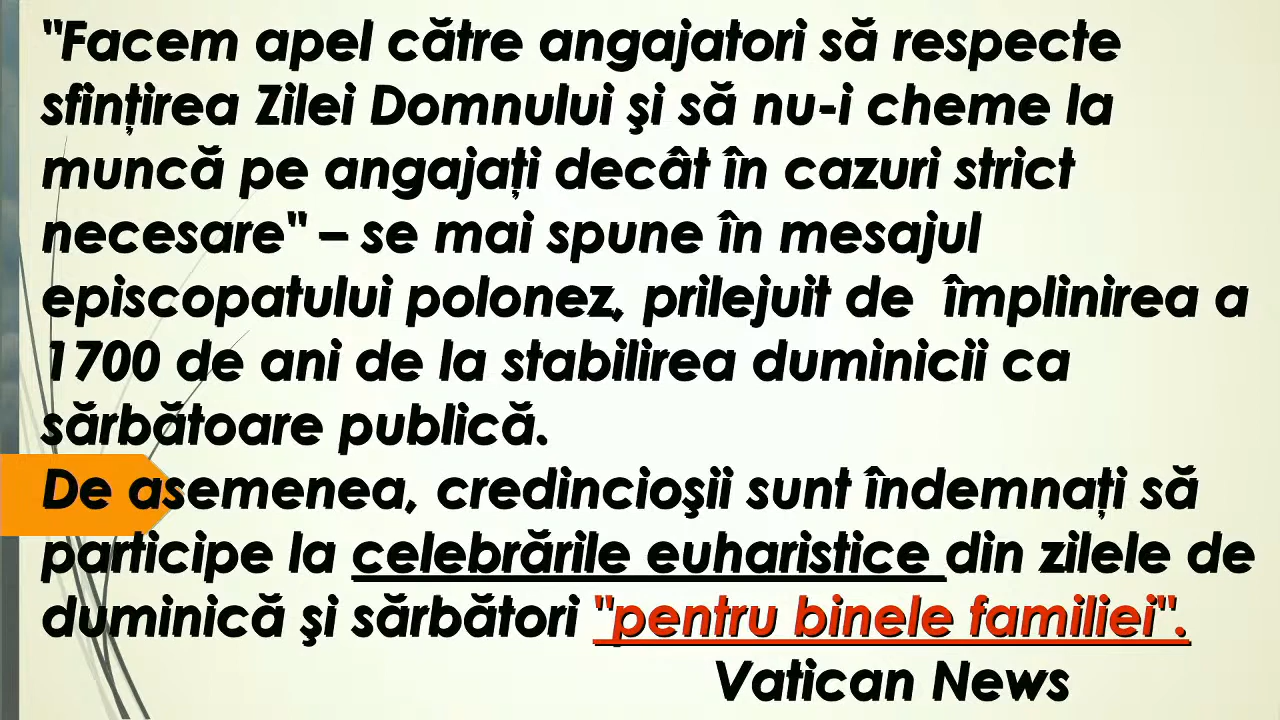 "Facem apel către angajatori să respecte
sfințirea Zilei Domnului şi să nu-i cheme la
muncă pe angajați decât în cazuri strict
necesare" – se mai spune în mesajul
episcopatului polonez, prilejuit de împlinirea a
1700 de ani de la stabilirea duminicii ca
sărbătoare publică.
De asemenea, credincioşii sunt îndemnați să
participe la celebrările euharistice din zilele de
duminică şi sărbători "pentru binele familiei".
Vatican News